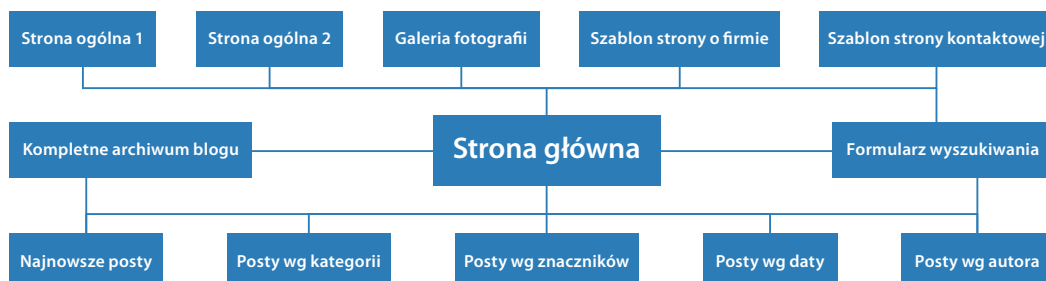 Strona ogólna 1
Strona ogólna 2
Galeria fotografii
Szablon strony o firmie
Szablon strony kontaktowej
Kompletne archiwum blogu
Strona główna
Formularz wyszukiwania
Najnowsze posty
Posty wg kategorii
Posty wg znaczników
Posty wg daty
Posty wg autora